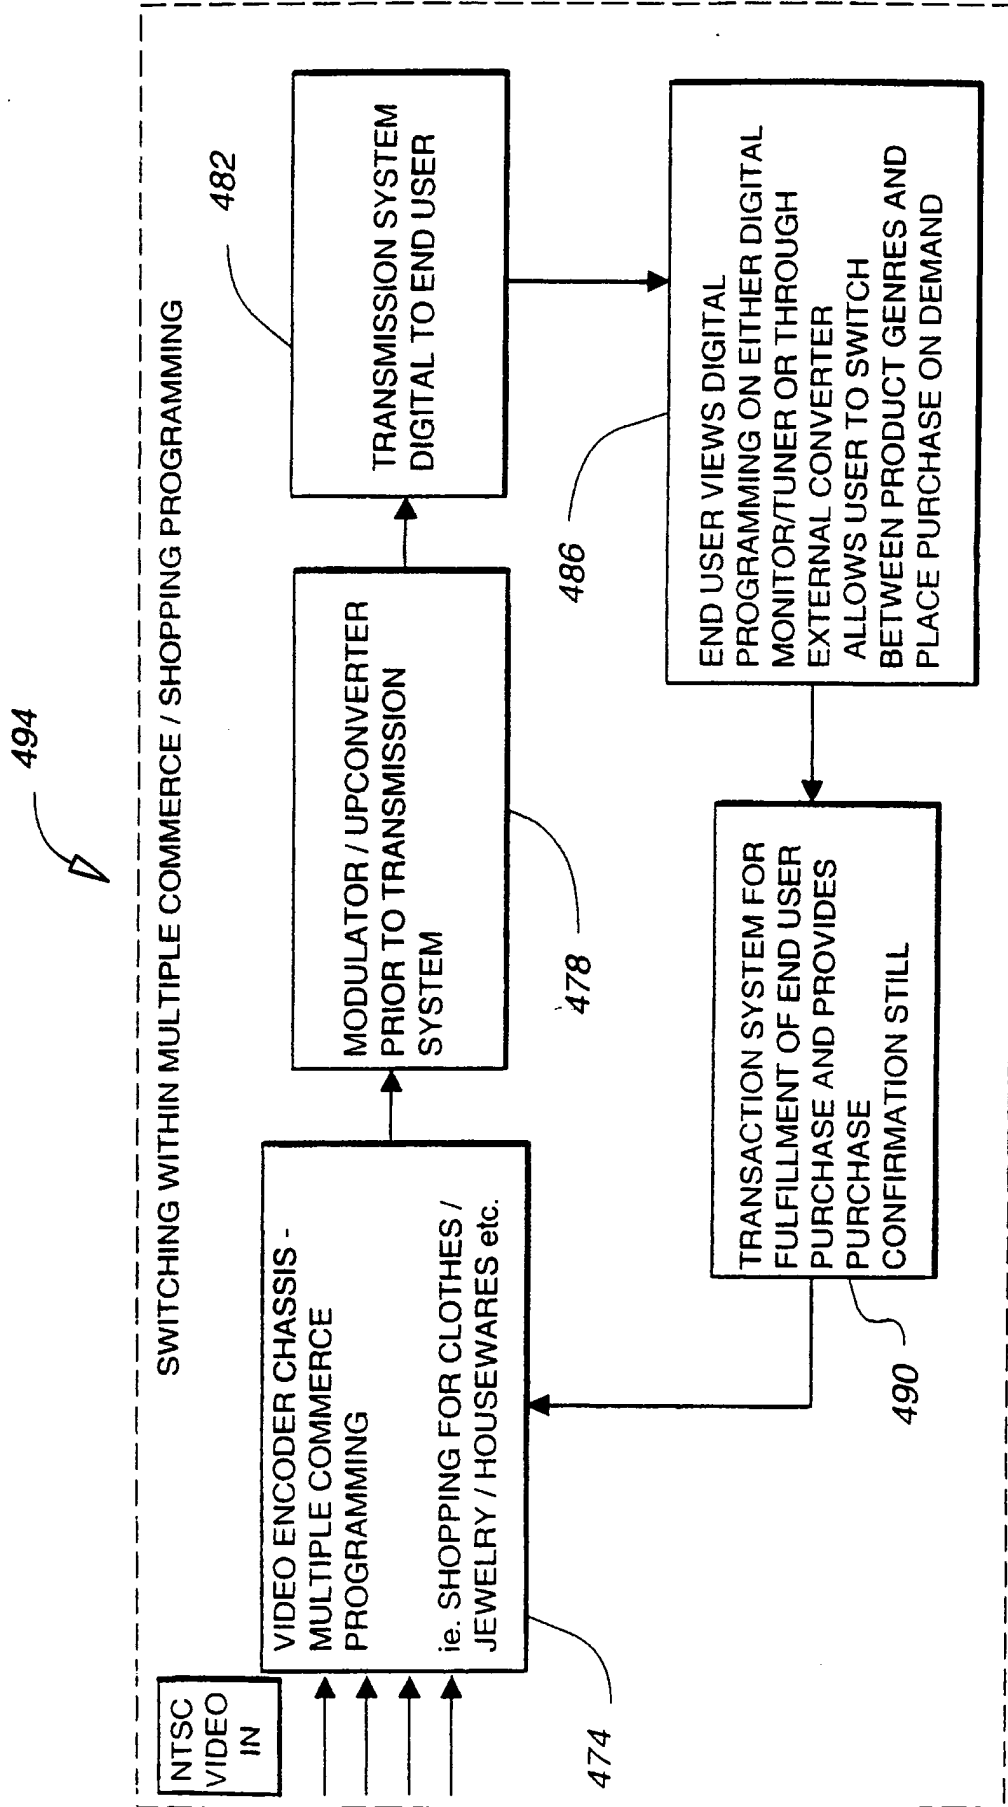 494
SWITCHING WITHIN MULTIPLE COMMERCE / SHOPPING PROGRAMMING
NTSC
VIDEO
IN
VIDEO ENCODER CHASSIS -
MULTIPLE COMMERCE
PROGRAMMING
ie. SHOPPING FOR CLOTHES /
JEWELRY / HOUSEWARES etc.
474
MODULATOR / UPCONVERTER
PRIOR TO TRANSMISSION
SYSTEM
478
TRANSMISSION SYSTEM
DIGITAL TO END USER
482
END USER VIEWS DIGITAL
PROGRAMMING ON EITHER DIGITAL
MONITOR/TUNER OR THROUGH
EXTERNAL CONVERTER
ALLOWS USER TO SWITCH
BETWEEN PRODUCT GENRES AND
PLACE PURCHASE ON DEMAND
486
TRANSACTION SYSTEM FOR
FULFILLMENT OF END USER
PURCHASE AND PROVIDES
PURCHASE
CONFIRMATION STILL
490